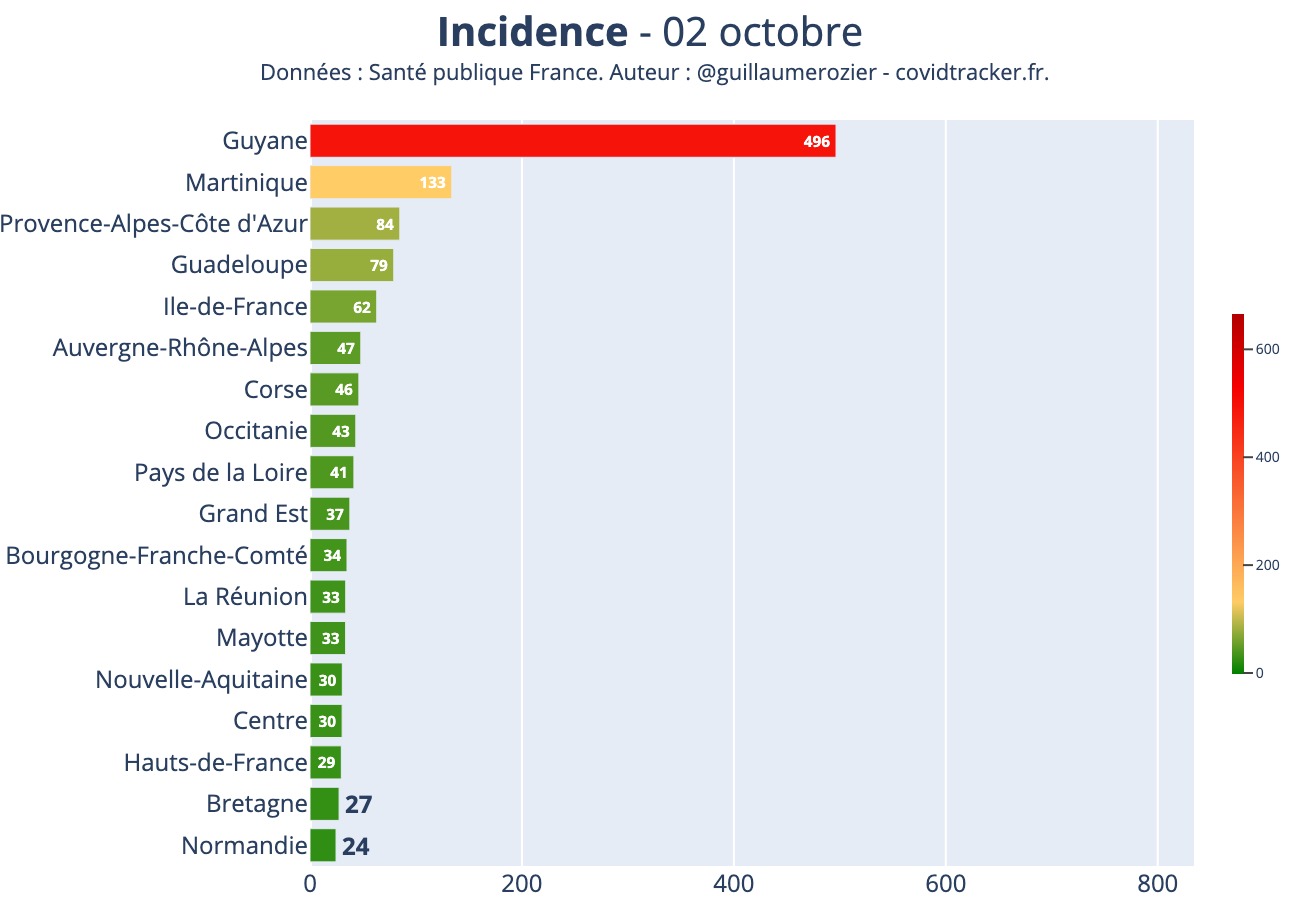 Incidence - 02 octobre
Données : Santé publique France. Auteur : @guillaumerozier - covidtracker.fr.
Guyane 496
Martinique 133
Provence-Alpes-Côte d'Azur 84
Guadeloupe 79
Ile-de-France 62
Auvergne-Rhône-Alpes 47
Corse 46
Occitanie 43
Pays de la Loire 41
Grand Est 37
Bourgogne-Franche-Comté 34
La Réunion 33
Mayotte 33
Nouvelle-Aquitaine 30
Centre 30
Hauts-de-France 29
Bretagne 27
Normandie 24
0 200 400 600 800
600
400
200
0